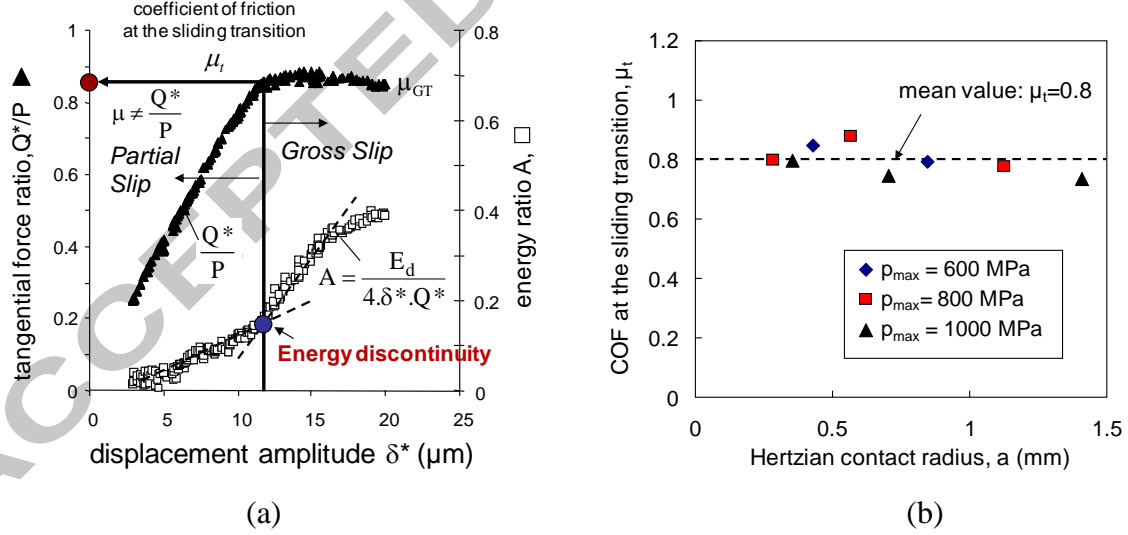 coefficient of friction
at the sliding transition
μt
μGT
μ ≠ Q*/P
Partial
Slip
Gross Slip
Q*/P
A = Ed/4.δ*.Q*
Energy discontinuity
tangential force ratio,Q*/P
1
0.8
0.6
0.4
0.2
0
energy ratio A,
0.8
0.6
0.4
0.2
0
0 5 10 15 20 25
displacement amplitude δ* (μm)
(a)
COF at the sliding transition, μt
1.2
1
0.8
0.6
0.4
0.2
0
mean value: μt=0.8
pmax = 600 MPa
pmax= 800 MPa
pmax = 1000 MPa
0 0.5 1 1.5
Hertzian contact radius, a (mm)
(b)
ACCEPTED